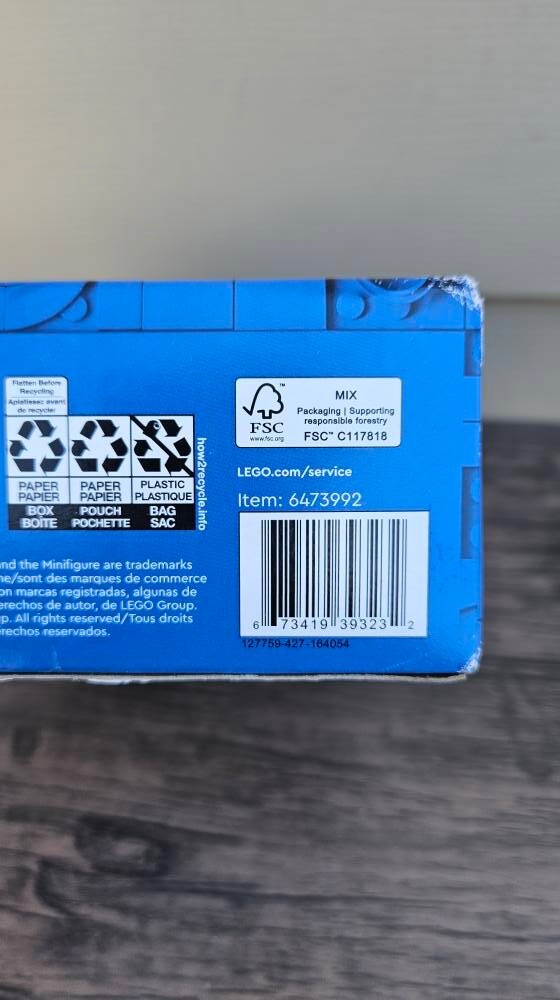 Flatten Before
Recycling
Aplatissez avant
de recycler
PAPER
PAPIER
BOX
BOÎTE
PAPER
PAPIER
POUCH
POCHETTE
PLASTIC
PLASTIQUE
BAG
SAC
how2recycle.info
FSC
www.fsc.org
MIX
Packaging | Supporting
responsible forestry
FSC™ C117818
LEGO.com/service
Item: 6473992
6 73419 39323 2
127759-427-164054
and the Minifigure are trademarks
ne/sont des marques de commerce
on marcas registradas, algunas de
erechos de autor, de LEGO Group.
p. All rights reserved/Tous droits
erechos reservados.